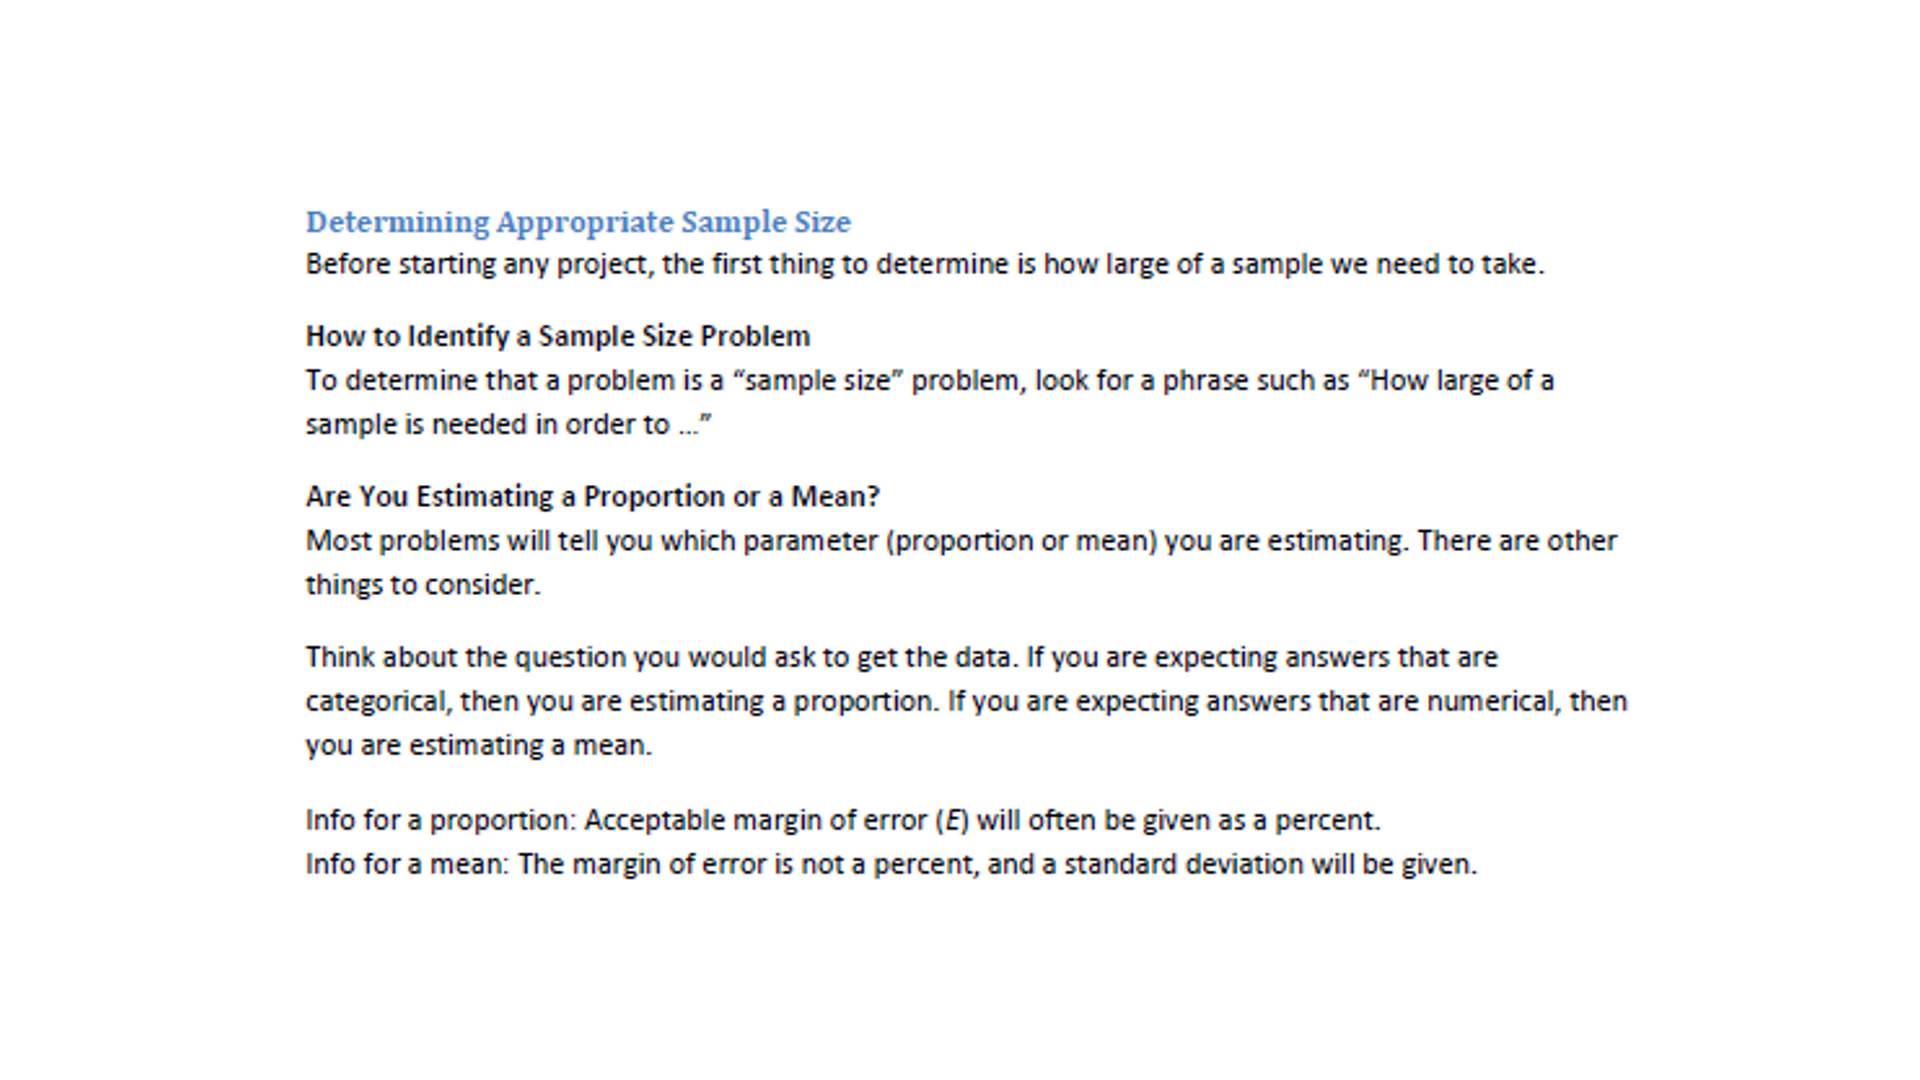 Determining Appropriate Sample Size
Before starting any project, the first thing to determine is how large of a sample we need to take.
How to Identify a Sample Size Problem
To determine that a problem is a “sample size” problem, look for a phrase such as “How large of a
sample is needed in order to …”
Are You Estimating a Proportion or a Mean?
Most problems will tell you which parameter (proportion or mean) you are estimating. There are other
things to consider.
Think about the question you would ask to get the data. If you are expecting answers that are
categorical, then you are estimating a proportion. If you are expecting answers that are numerical, then
you are estimating a mean.
Info for a proportion: Acceptable margin of error (E) will often be given as a percent.
Info for a mean: The margin of error is not a percent, and a standard deviation will be given.